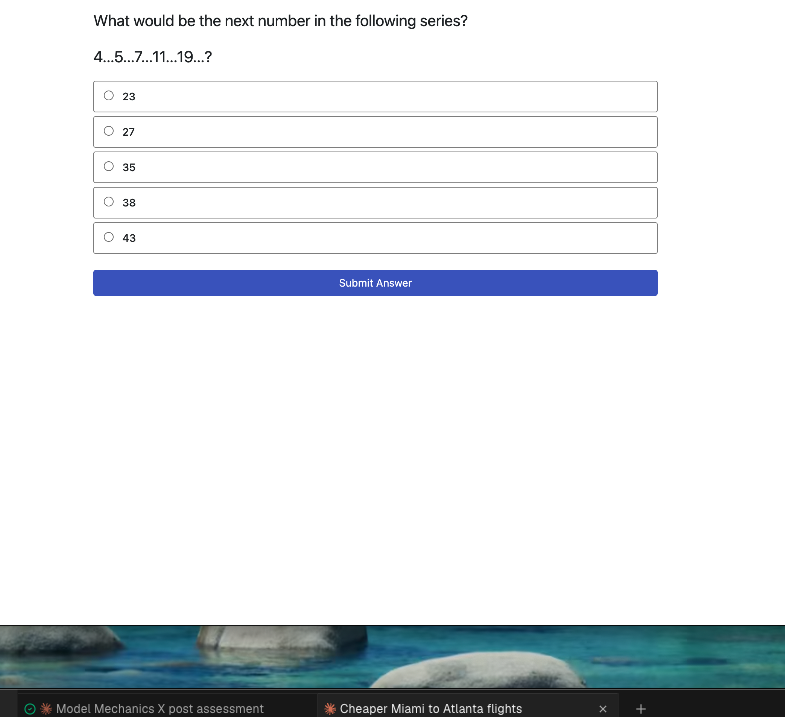 What would be the next number in the following series?
4...5...7...11...19...?
23
27
35
38
43
Submit Answer
Model Mechanics X post assessment
Cheaper Miami to Atlanta flights